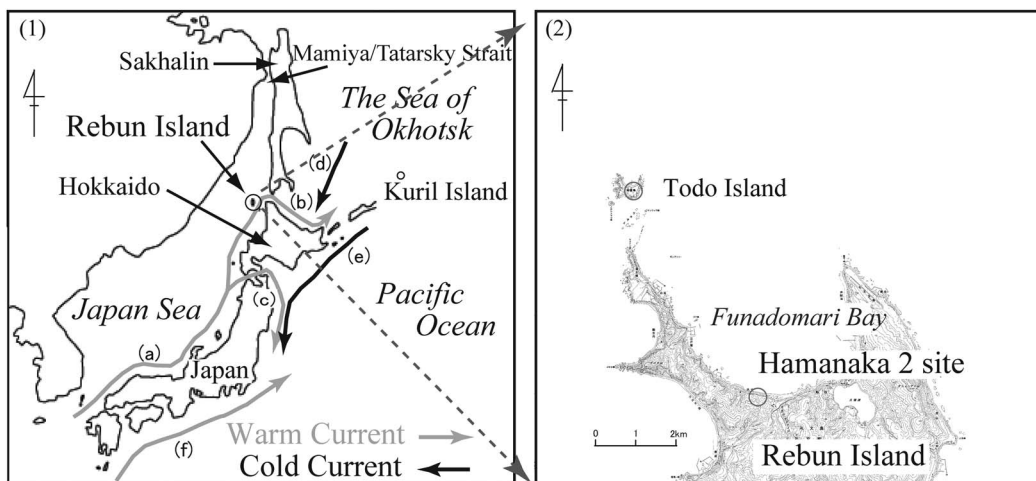 (1)
Sakhalin
Mamiya/Tatarsky Strait
The Sea of
Okhotsk
Rebun Island
(d)
Hokkaido
(b)
Kuril Island
(e)
Japan Sea
(c)
Pacific
Ocean
(a)
Japan
(f)
Warm Current
Cold Current
(2)
Todo Island
Funadomari Bay
Hamanaka 2 site
0 1 2km
Rebun Island